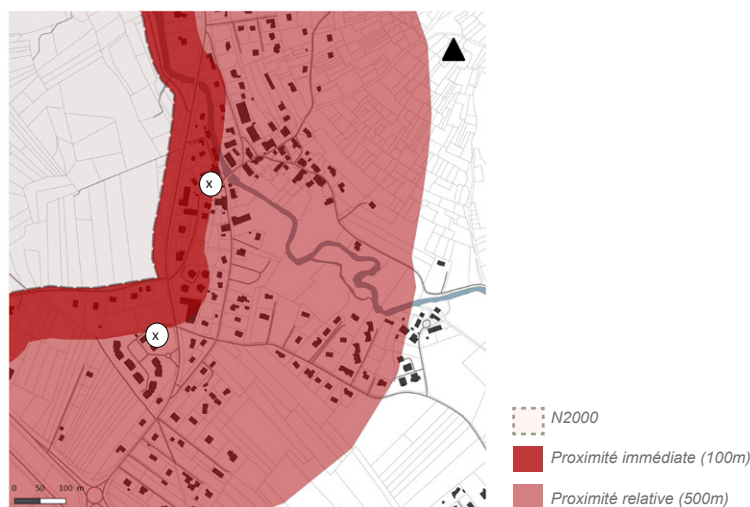 x
x
0 50 100 m
N2000
Proximité immédiate (100m)
Proximité relative (500m)